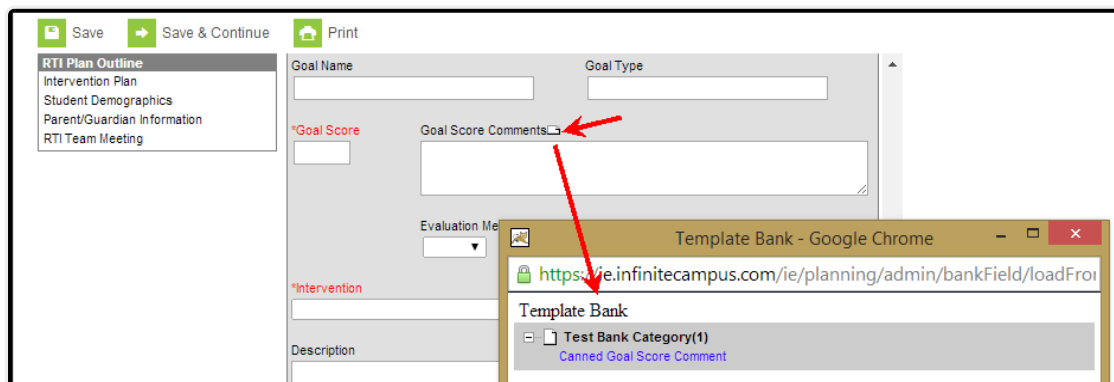 Save Save & Continue Print
RTI Plan Outline
Intervention Plan
Student Demographics
Parent/Guardian Information
RTI Team Meeting
Goal Name Goal Type
*Goal Score Goal Score Comments
Evaluation Me
*Intervention
Description
Template Bank - Google Chrome
https://ie.infinitecampus.com/ie/planning/admin/bankField/loadFro
Template Bank
Test Bank Category(1)
Canned Goal Score Comment